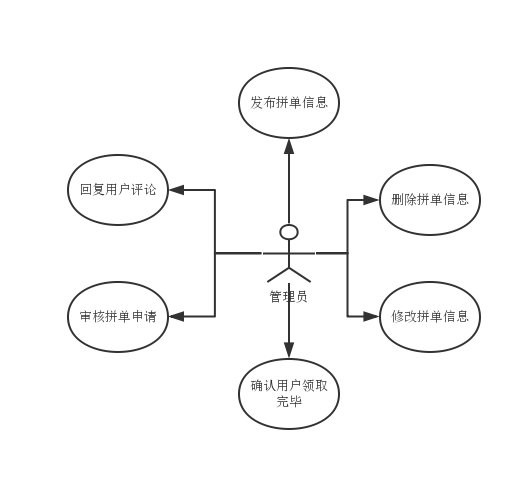 发布拼单信息
回复用户评论
删除拼单信息
管理员
审核拼单申请
修改拼单信息
确认用户领取
完毕